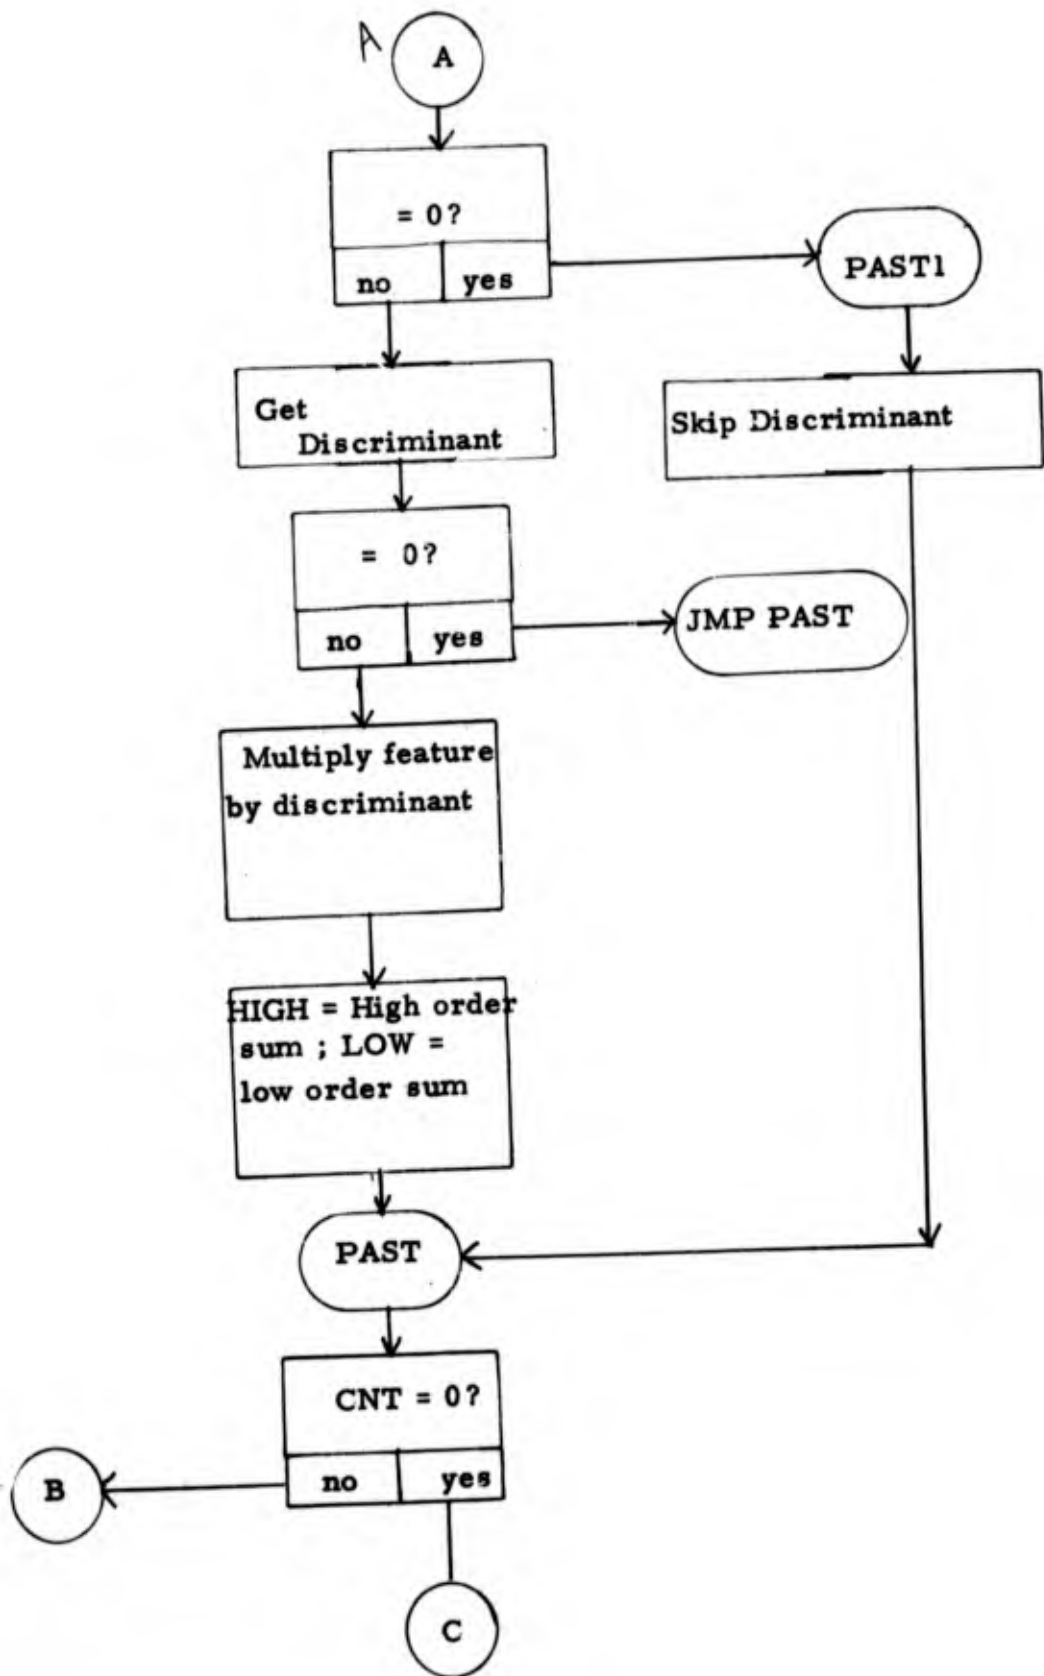 A
A
= 0?
no
yes
PAST1
Get
Discriminant
Skip Discriminant
= 0?
no
yes
JMP PAST
Multiply feature
by discriminant
HIGH = High order
sum ; LOW =
low order sum
PAST
CNT = 0?
no
yes
B
C